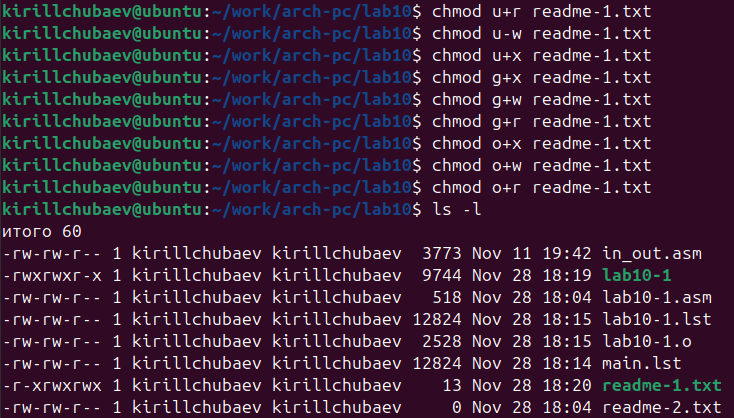 kirillchubaev@ubuntu:~/work/arch-pc/lab10$ chmod u+r readme-1.txt
kirillchubaev@ubuntu:~/work/arch-pc/lab10$ chmod u-w readme-1.txt
kirillchubaev@ubuntu:~/work/arch-pc/lab10$ chmod u+x readme-1.txt
kirillchubaev@ubuntu:~/work/arch-pc/lab10$ chmod g+x readme-1.txt
kirillchubaev@ubuntu:~/work/arch-pc/lab10$ chmod g+w readme-1.txt
kirillchubaev@ubuntu:~/work/arch-pc/lab10$ chmod g+r readme-1.txt
kirillchubaev@ubuntu:~/work/arch-pc/lab10$ chmod o+x readme-1.txt
kirillchubaev@ubuntu:~/work/arch-pc/lab10$ chmod o+w readme-1.txt
kirillchubaev@ubuntu:~/work/arch-pc/lab10$ chmod o+r readme-1.txt
kirillchubaev@ubuntu:~/work/arch-pc/lab10$ ls -l
итого 60
-rw-rw-r-- 1 kirillchubaev kirillchubaev  3773 Nov 11 19:42 in_out.asm
-rwxrwxr-x 1 kirillchubaev kirillchubaev  9744 Nov 28 18:19 lab10-1
-rw-rw-r-- 1 kirillchubaev kirillchubaev   518 Nov 28 18:04 lab10-1.asm
-rw-rw-r-- 1 kirillchubaev kirillchubaev 12824 Nov 28 18:15 lab10-1.lst
-rw-rw-r-- 1 kirillchubaev kirillchubaev  2528 Nov 28 18:15 lab10-1.o
-rw-rw-r-- 1 kirillchubaev kirillchubaev 12824 Nov 28 18:14 main.lst
-r-xrwxrwx 1 kirillchubaev kirillchubaev    13 Nov 28 18:20 readme-1.txt
-rw-rw-r-- 1 kirillchubaev kirillchubaev     0 Nov 28 18:04 readme-2.txt